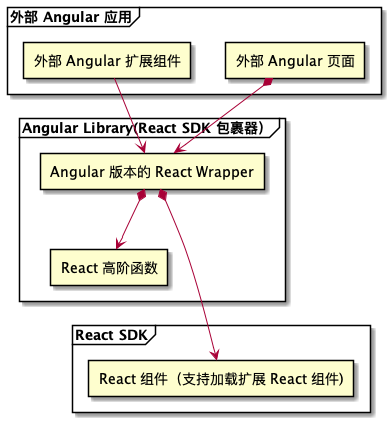 外部 Angular 应用
外部 Angular 扩展组件
外部 Angular 页面
Angular Library(React SDK 包裹器）
Angular 版本的 React Wrapper
React 高阶函数
React SDK
React 组件（支持加载扩展 React 组件)